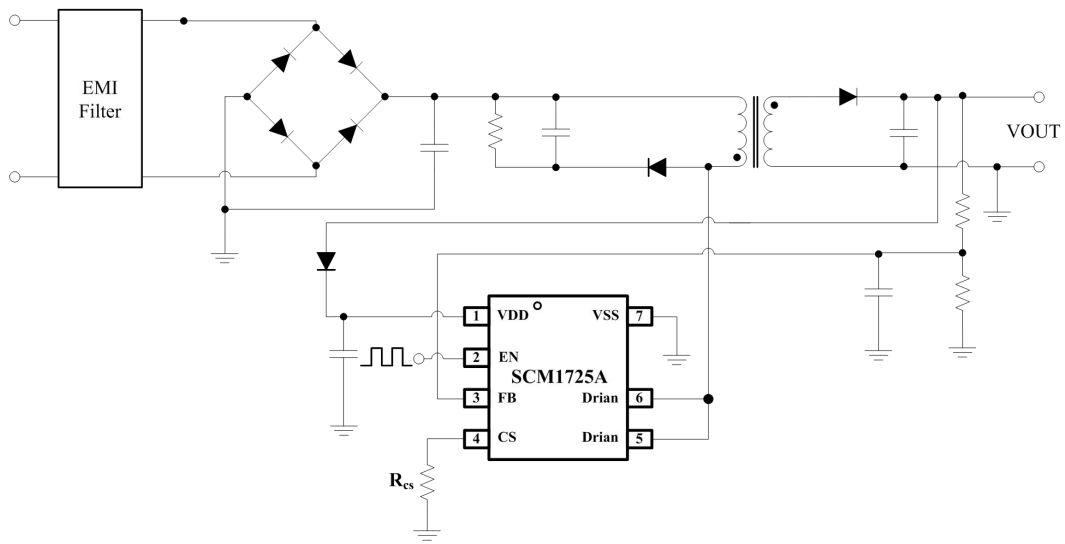 EMI
Filter
VOUT
1 VDD
VSS 7
2 EN
SCM1725A
3 FB
Drian 6
4 CS
Drian 5
Rcs